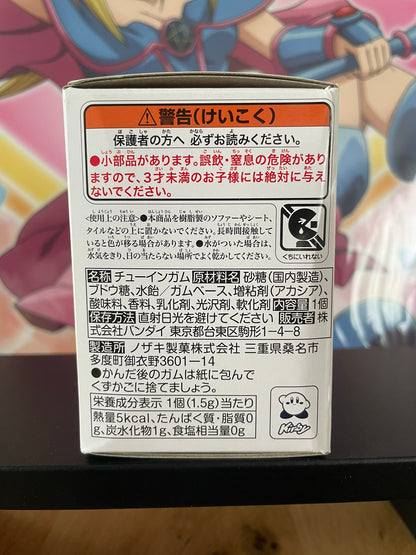 ⚠警告(けいこく)
保護者の方へ 必ずお読みください。
●小部品があります。誤飲・窒息の危険があり
ますので、3才未満のお子様には絶対に与え
ないでください。
〈使用上の注意〉●本商品を樹脂製のソファーやシート、
タイルなどの上に置かないでください。長時間接触して
いると色が移る場合があります。●水がついた場合は、
水気をきり、日の当たらない場所でよく乾かしてください。
くちにいれない
名称 チューインガム 原材料名 砂糖(国内製造)、
ブドウ糖、水飴/ガムベース、増粘剤(アカシア)、
酸味料、香料、乳化剤、光沢剤、軟化剤 内容量 1個
保存方法 直射日光を避けてください 販売者 株
式会社バンダイ 東京都台東区駒形1-4-8
製造所 ノザキ製菓株式会社 三重県桑名市
多度町御衣野3601-14
●かんだ後のガムは紙に包んで
くずかごに捨てましょう。
栄養成分表示 1個(1.5g)当たり
熱量5kcal、たんぱく質・脂質0
g、炭水化物1g、食塩相当量0g
Kirby